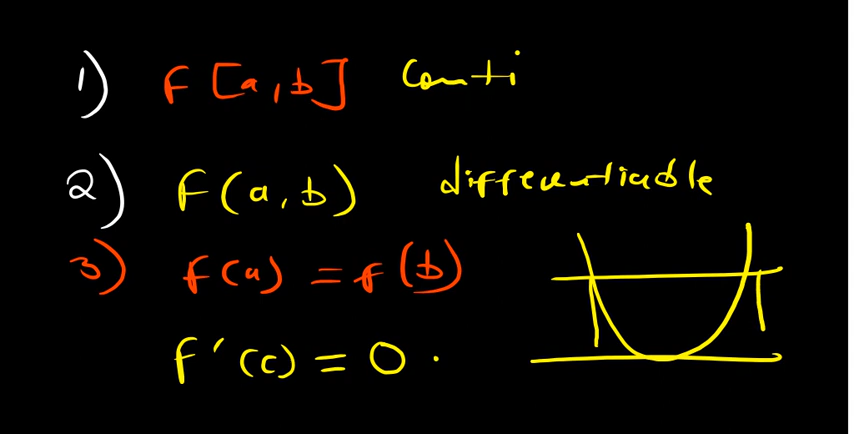 1) F [a, b] conti
2) F (a, b) differentiable
3) f(a) = f(b)
F'(c) = 0 .